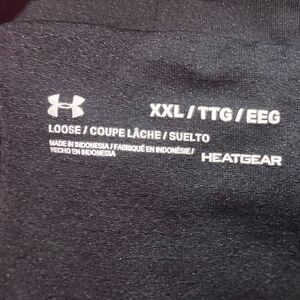 XXL / TTG / EEG
LOOSE / COUPE LÂCHE / SUELTO
MADE IN INDONESIA / FABRIQUÉ EN INDONÉSIE /
HECHO EN INDONESIA
HEATGEAR